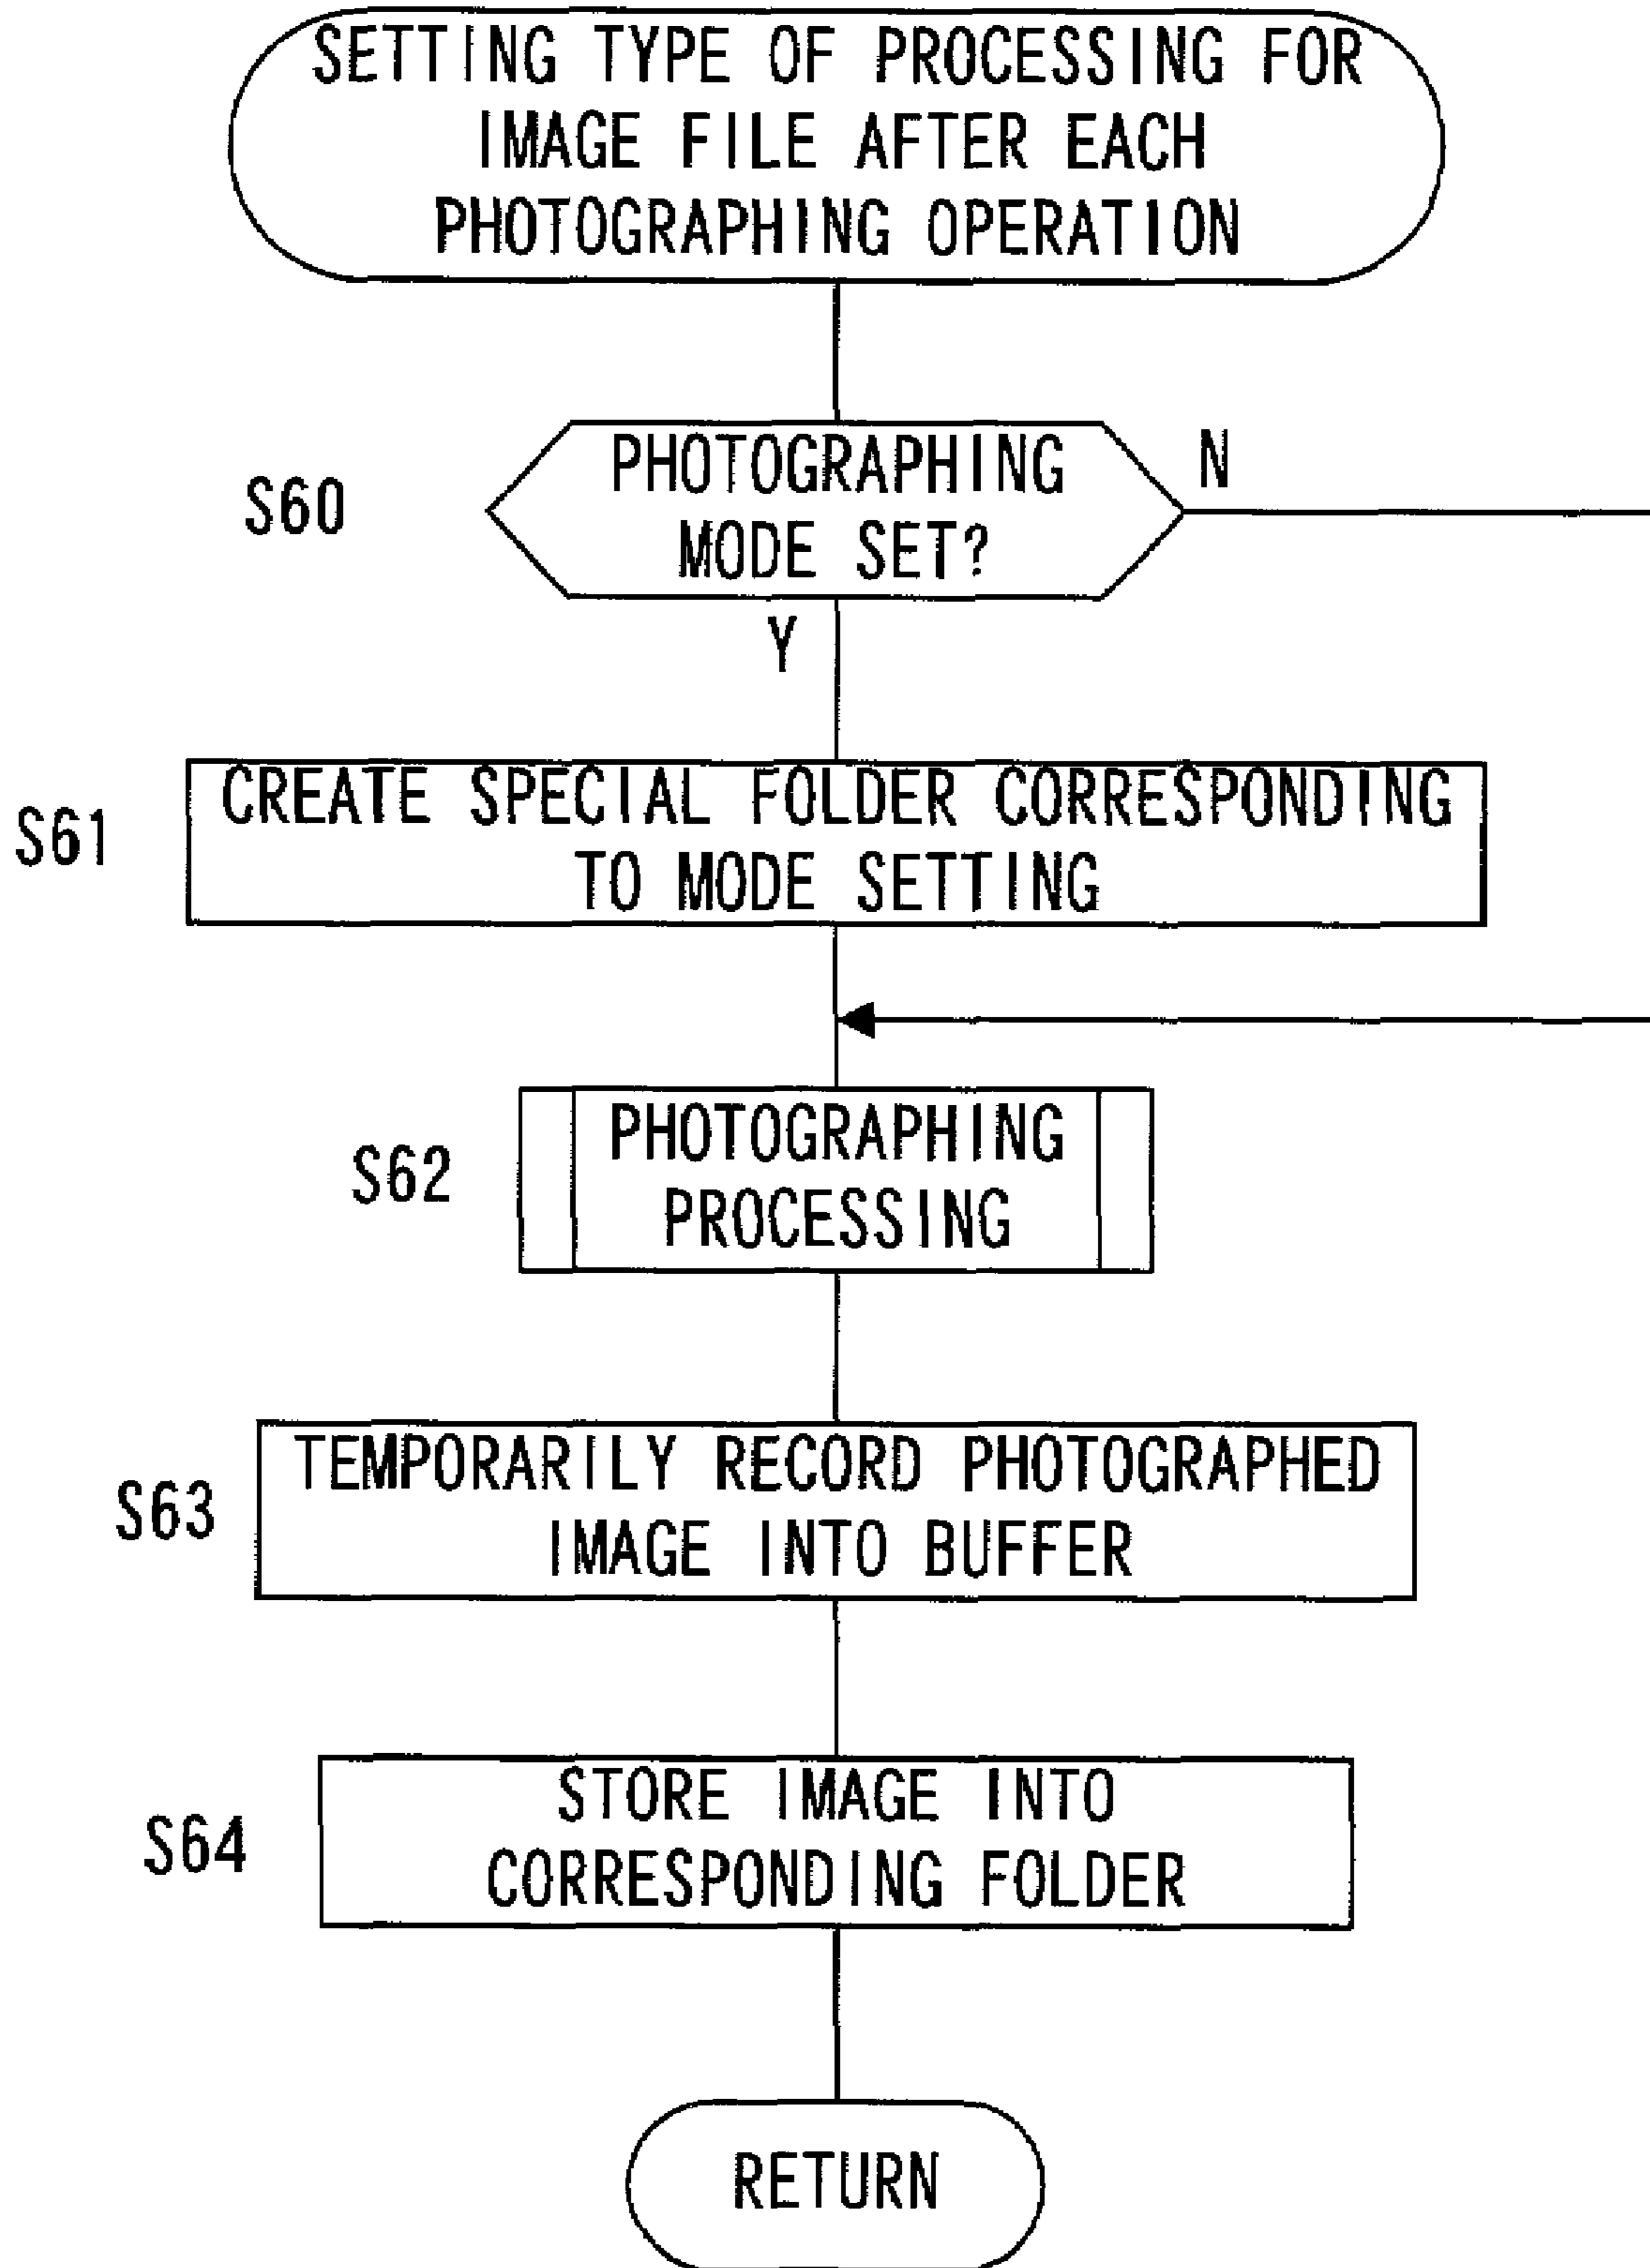 SETTING TYPE OF PROCESSING FOR
IMAGE FILE AFTER EACH
PHOTOGRAPHING OPERATION
S60
PHOTOGRAPHING
MODE SET?
N
Y
S61
CREATE SPECIAL FOLDER CORRESPONDING
TO MODE SETTING
S62
PHOTOGRAPHING
PROCESSING
S63
TEMPORARILY RECORD PHOTOGRAPHED
IMAGE INTO BUFFER
S64
STORE IMAGE INTO
CORRESPONDING FOLDER
RETURN